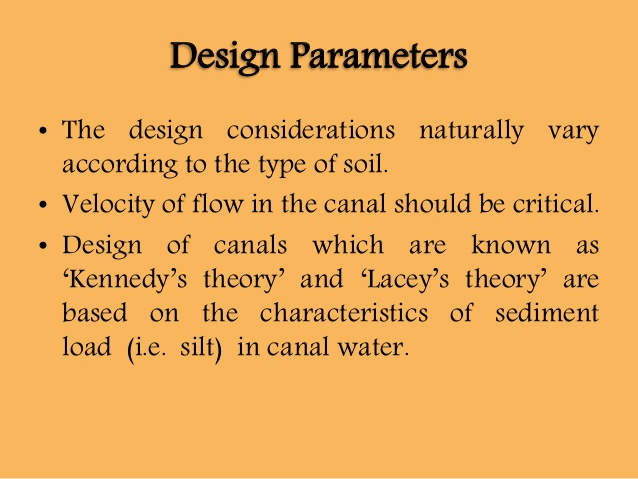 Design Parameters
• The design considerations naturally vary
according to the type of soil.
• Velocity of flow in the canal should be critical.
• Design of canals which are known as
‘Kennedy’s theory’ and ‘Lacey’s theory’ are
based on the characteristics of sediment
load (i.e. silt) in canal water.